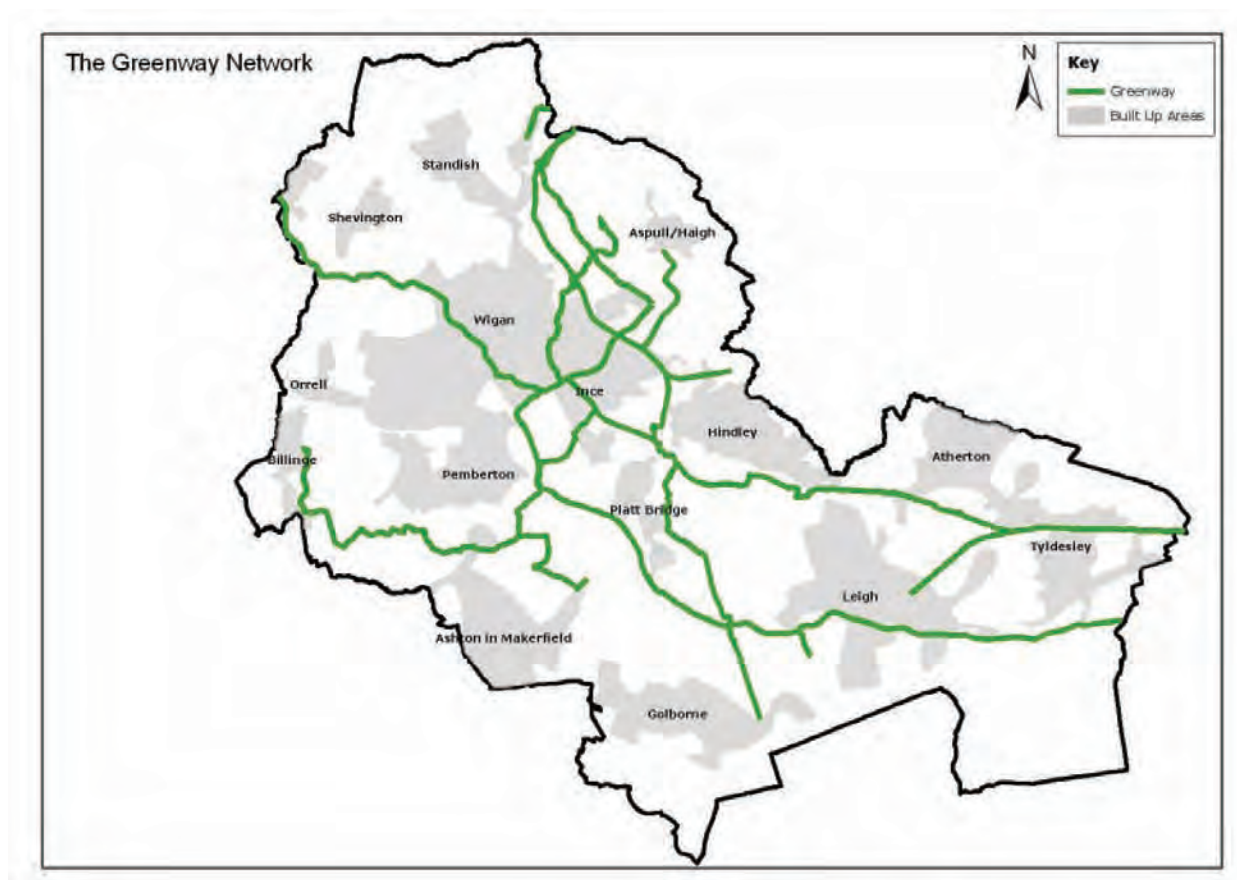 The Greenway Network
N
Key
Greenway
Built Up Areas
Standish
Shevington
Aspull/Haigh
Wigan
Orrell
Ince
Hindley
Billinge
Atherton
Pemberton
Platt Bridge
Tyldesley
Leigh
Ashton in Makerfield
Golborne